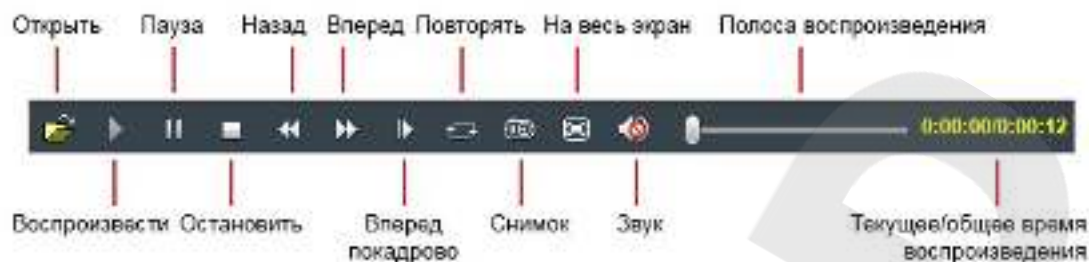 Открыть Пауза Назад Вперед Повторять На весь экран Полоса воспроизведения
0:00:00/0:00:12
Воспроизвести Остановить Вперед покадрово Снимок Звук Текущее/общее время воспроизведения